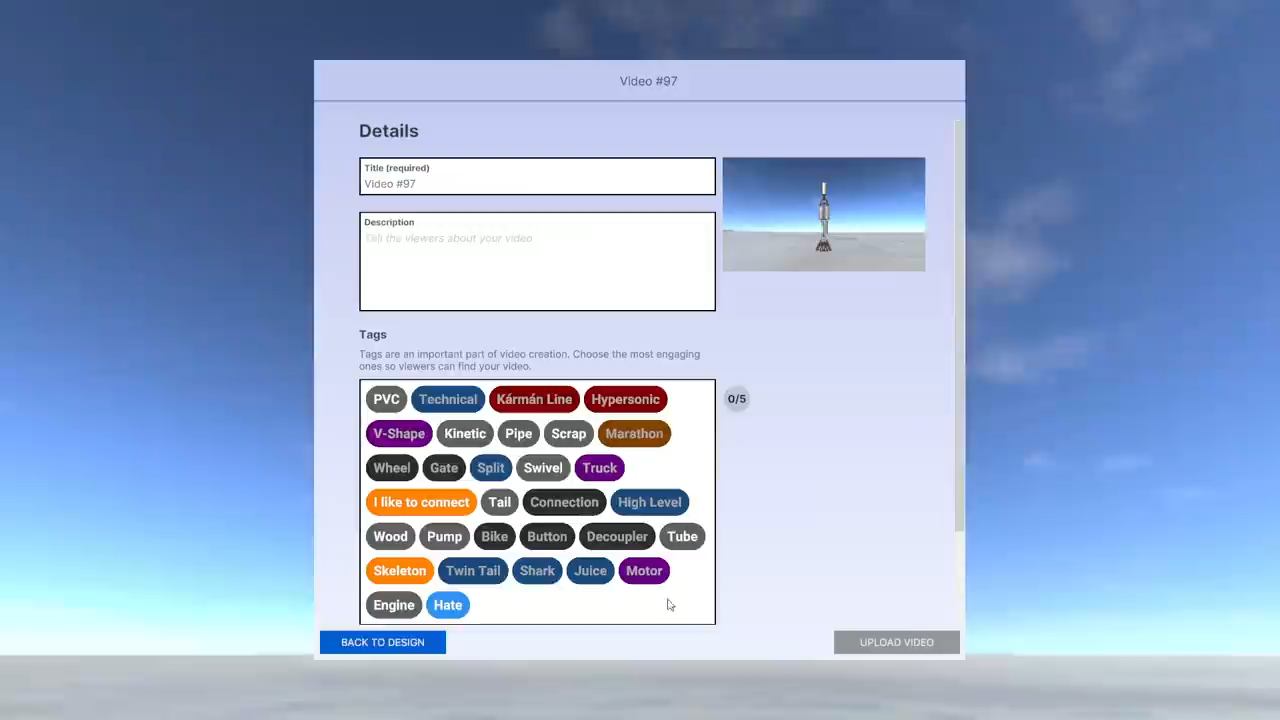 Video #97
Details
Title (required)
Video #97
Description
Tell the viewers about your video
Tags
Tags are an important part of video creation. Choose the most engaging
ones so viewers can find your video.
PVC Technical Kármán Line Hypersonic
0/5
V-Shape Kinetic Pipe Scrap Marathon
Wheel Gate Split Swivel Truck
I like to connect Tail Connection High Level
Wood Pump Bike Button Decoupler Tube
Skeleton Twin Tail Shark Juice Motor
Engine Hate
BACK TO DESIGN
UPLOAD VIDEO